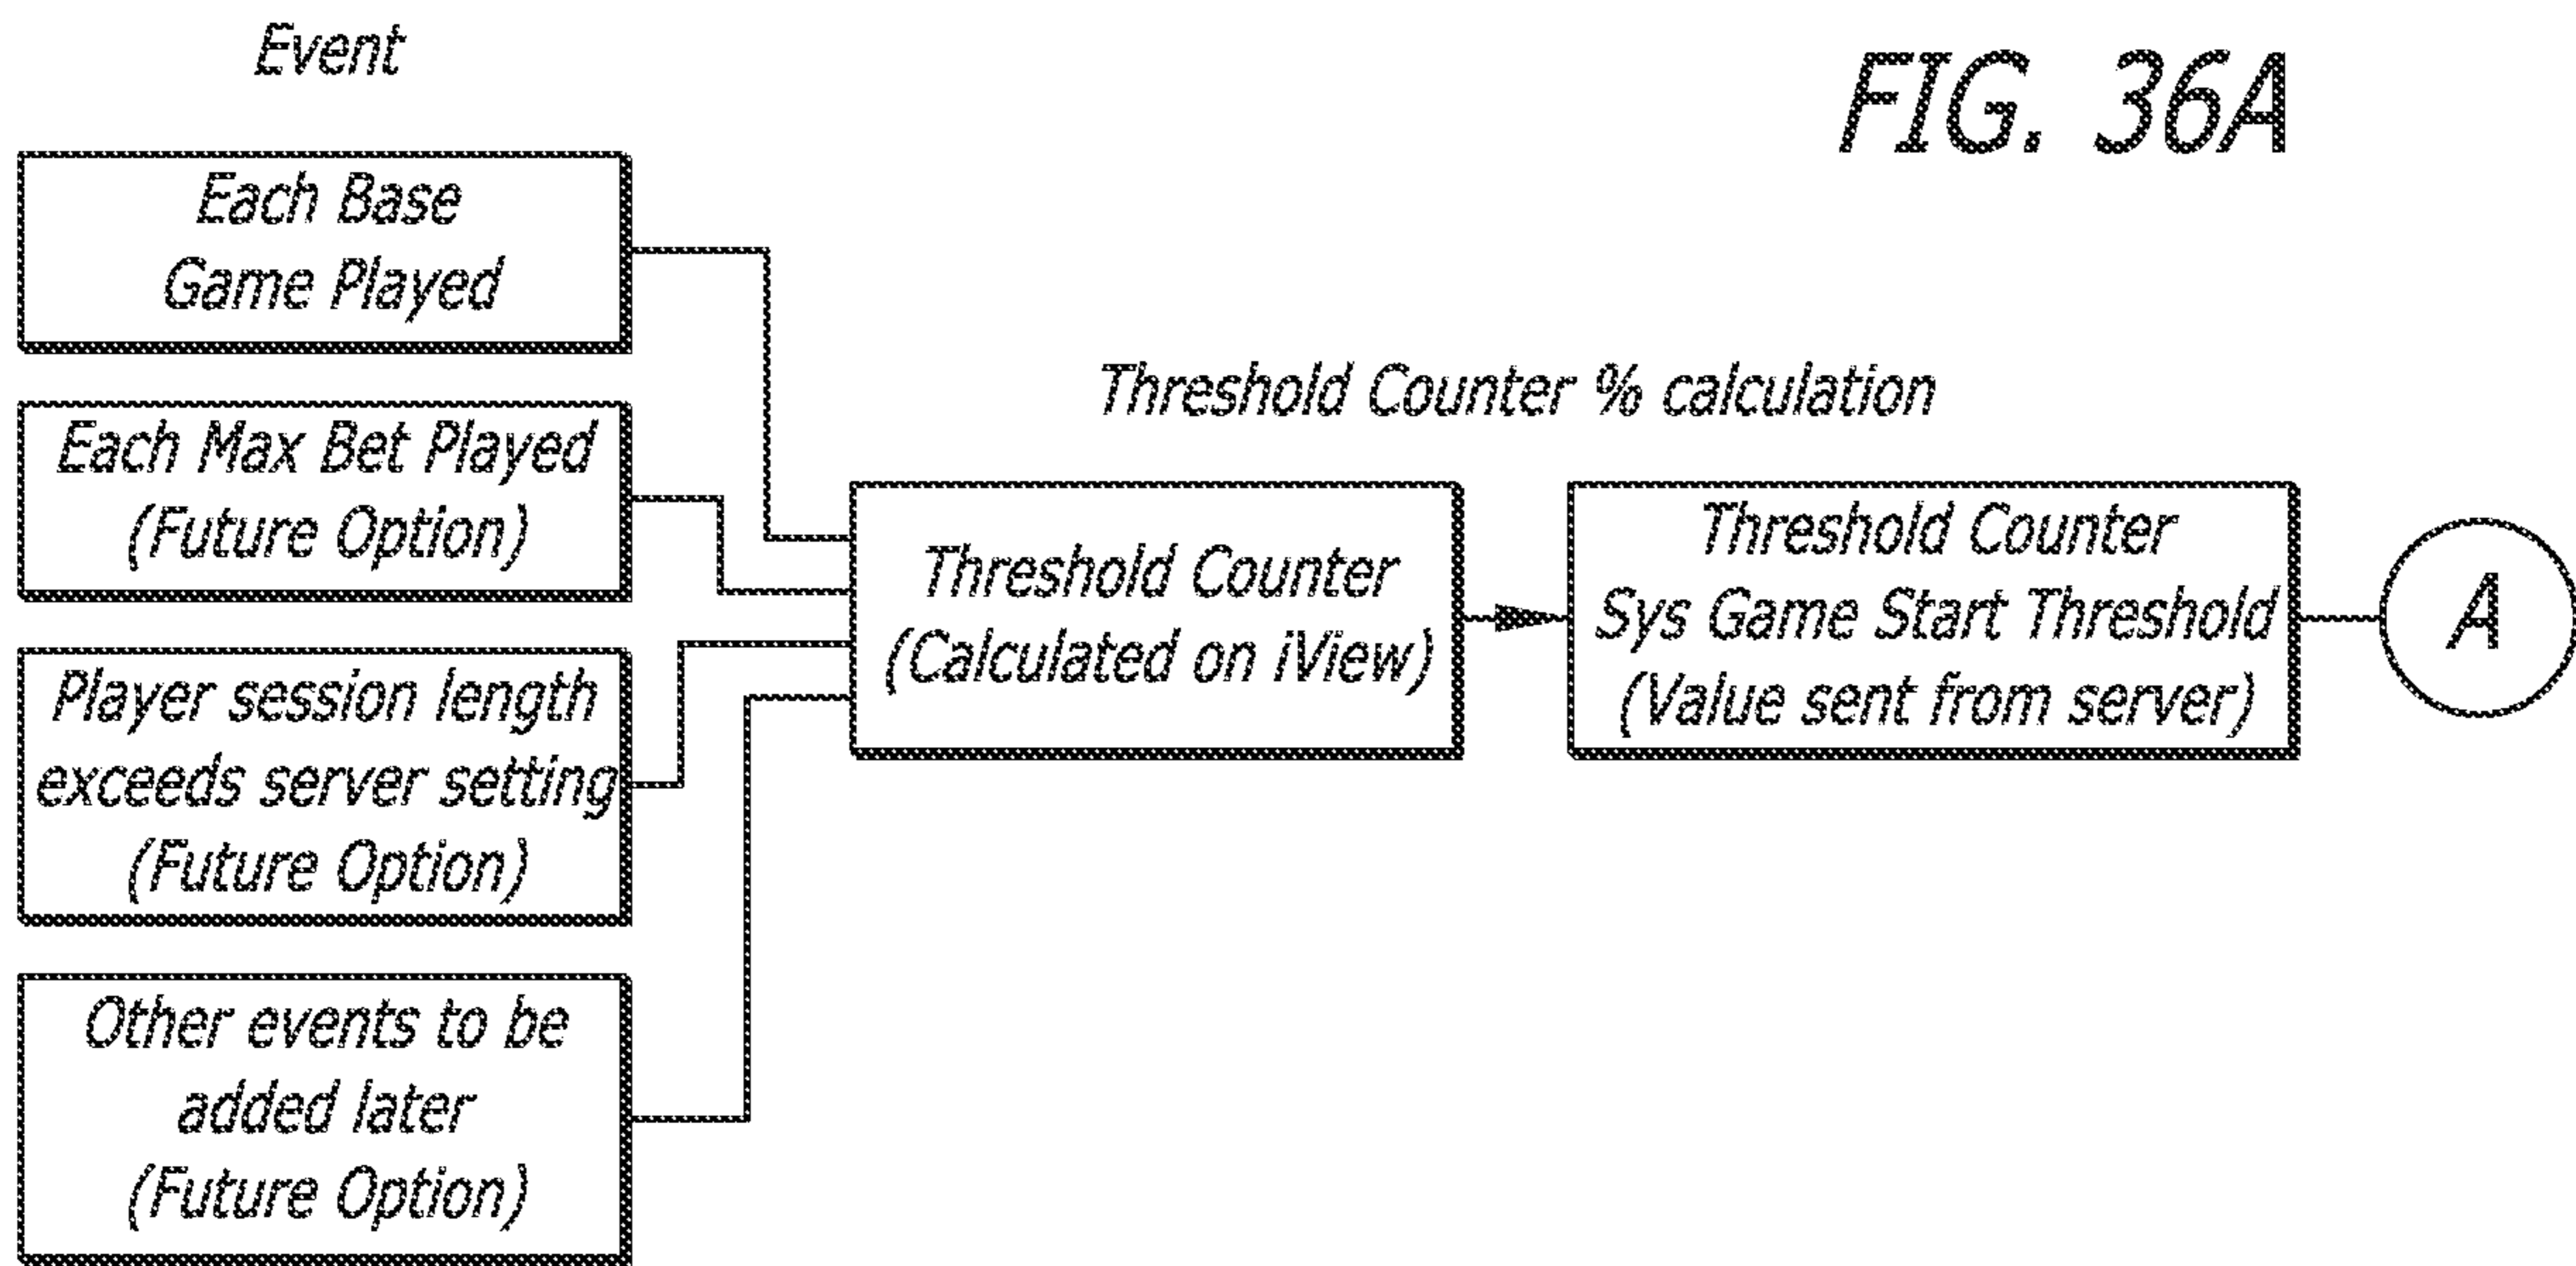 Event
FIG. 36A
Each Base
Game Played
Each Max Bet Played
(Future Option)
Player session length
exceeds server setting
(Future Option)
Other events to be
added later
(Future Option)
Threshold Counter % calculation
Threshold Counter
(Calculated on iView)
Threshold Counter
Sys Game Start Threshold
(Value sent from server)
A